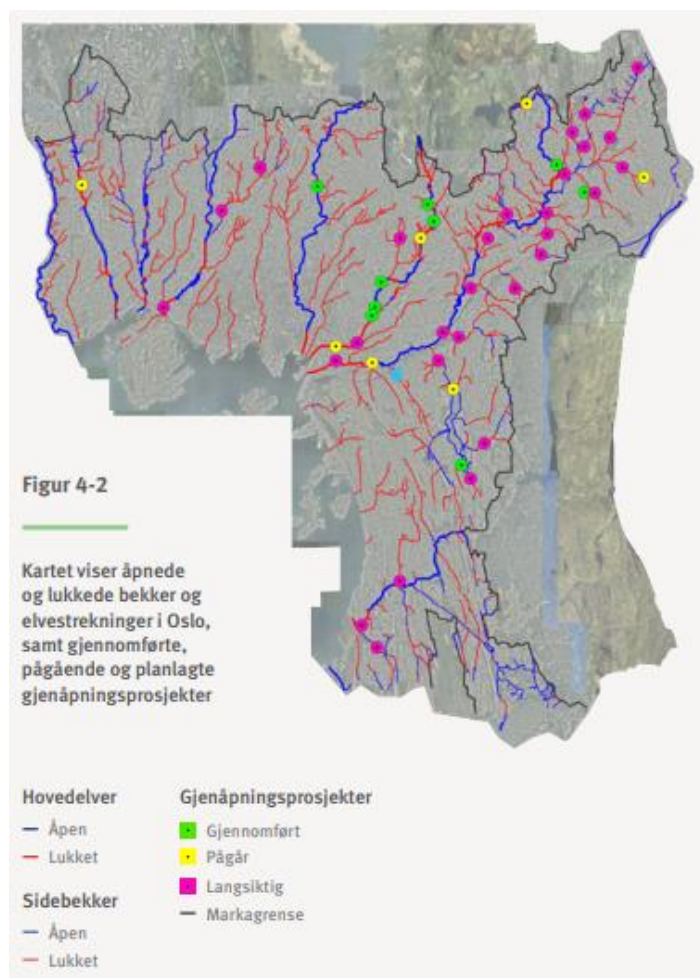 Figur 4-2
Kartet viser åpnede
og lukkede bekker og
elvestrekninger i Oslo,
samt gjennomførte,
pågående og planlagte
gjenåpningsprosjekter
Hovedelver
Åpen
Lukket
Sidebekker
Åpen
Lukket
Gjenåpningsprosjekter
Gjennomført
Pågår
Langsiktig
Markagrense